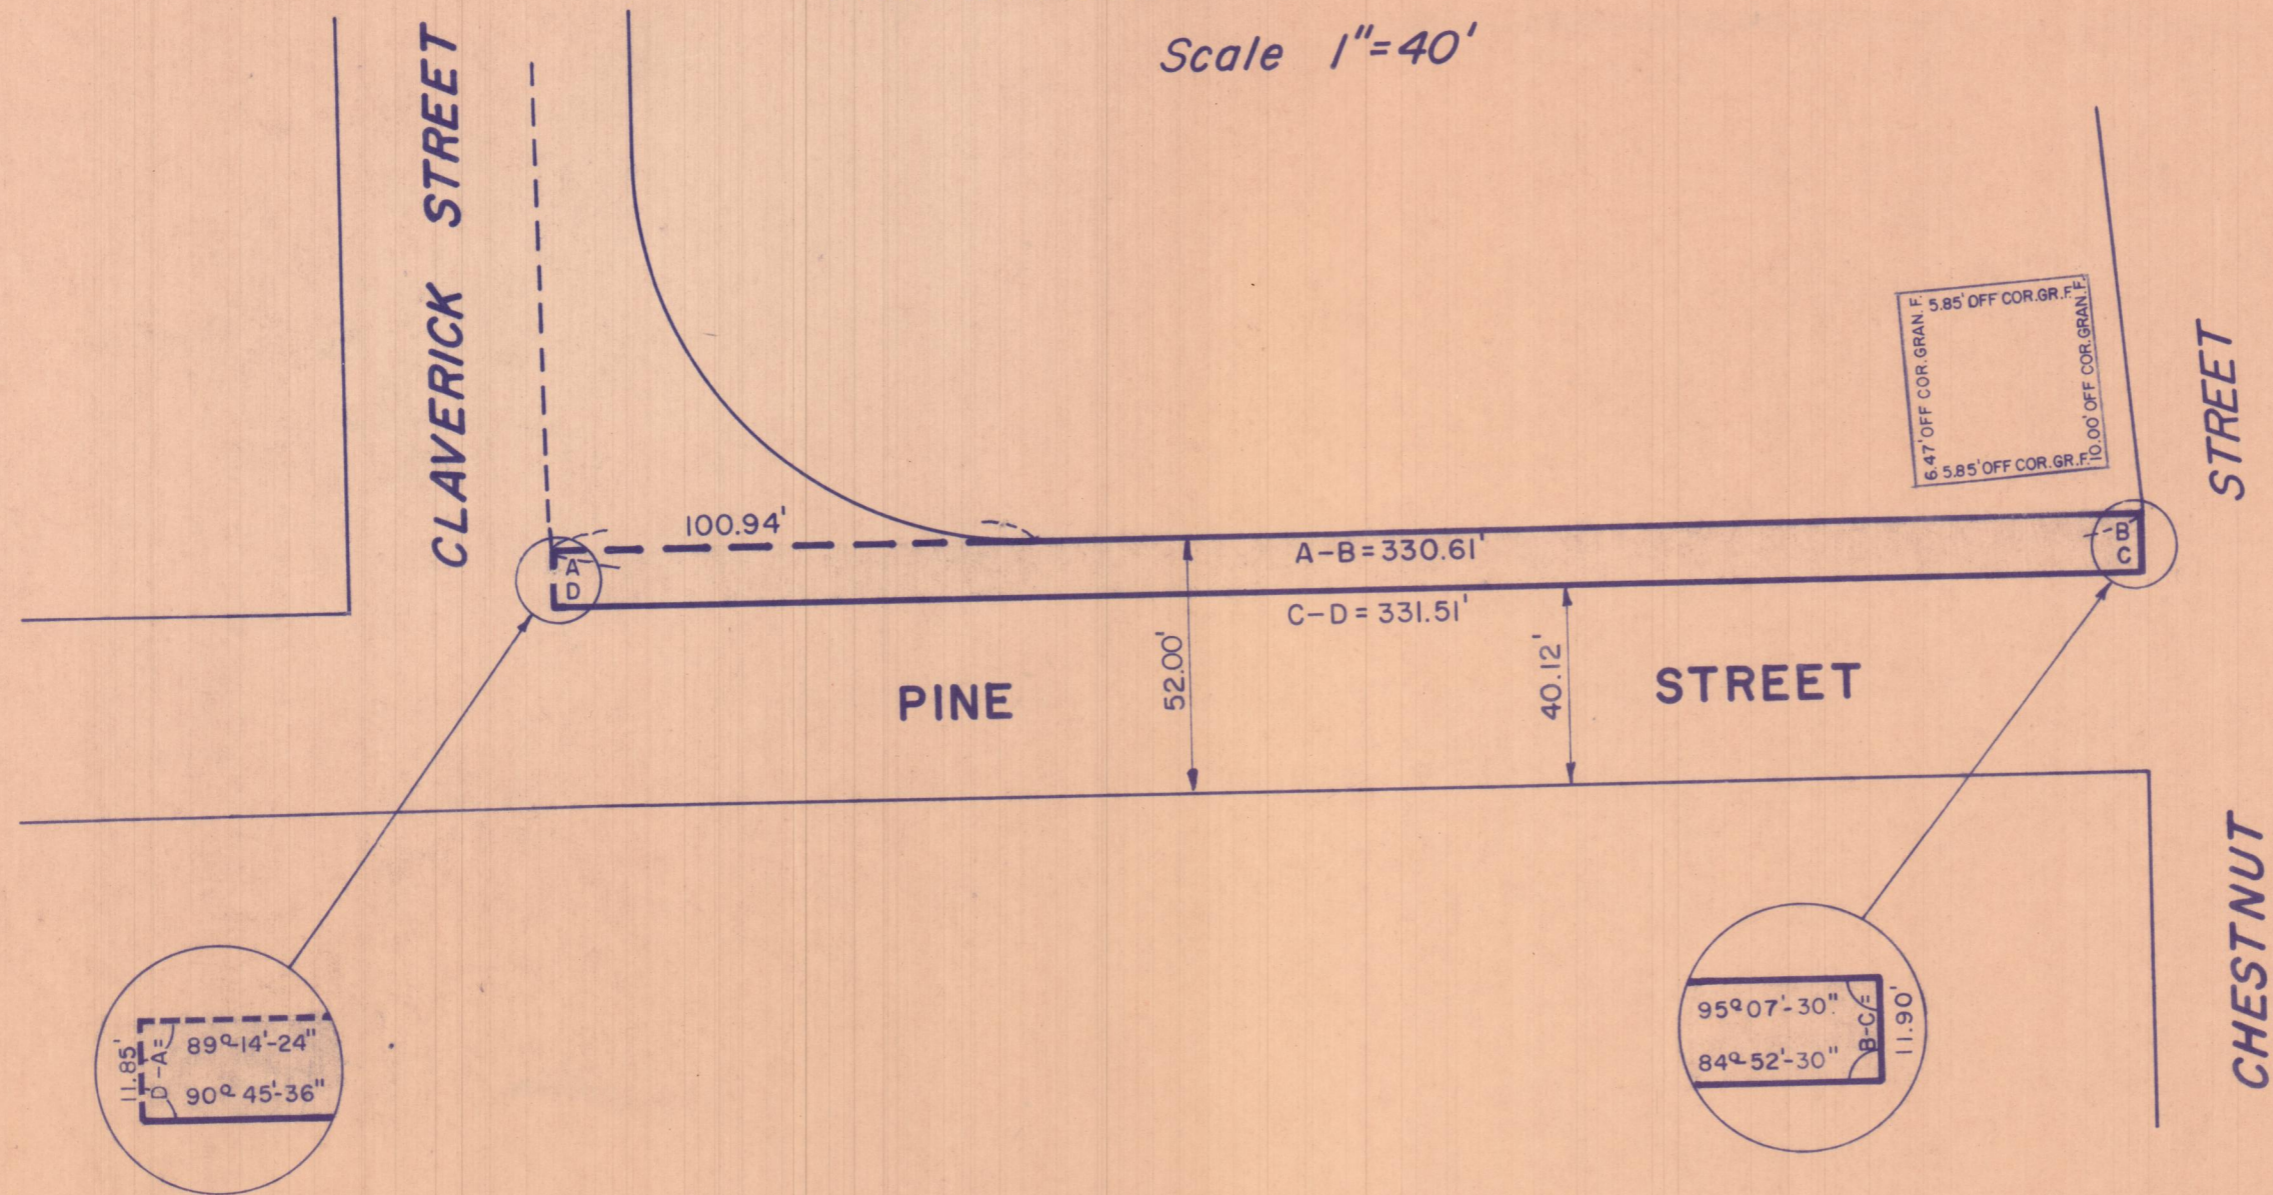 Scale 1"=40'
CLAVERICK STREET
5.85' OFF COR.GR.F.
6.47' OFF COR.GRAN.F.
10.00' OFF COR.GRAN.F.
5.85' OFF COR.GR.F.
STREET
100.94'
A
D
B
C
A-B=330.61'
C-D=331.51'
52.00'
40.12'
PINE STREET
CHESTNUT
11.85'
D-A=
89°-14'-24"
90°-45'-36"
95°-07'-30"
84°-52'-30"
B-C=
11.90'